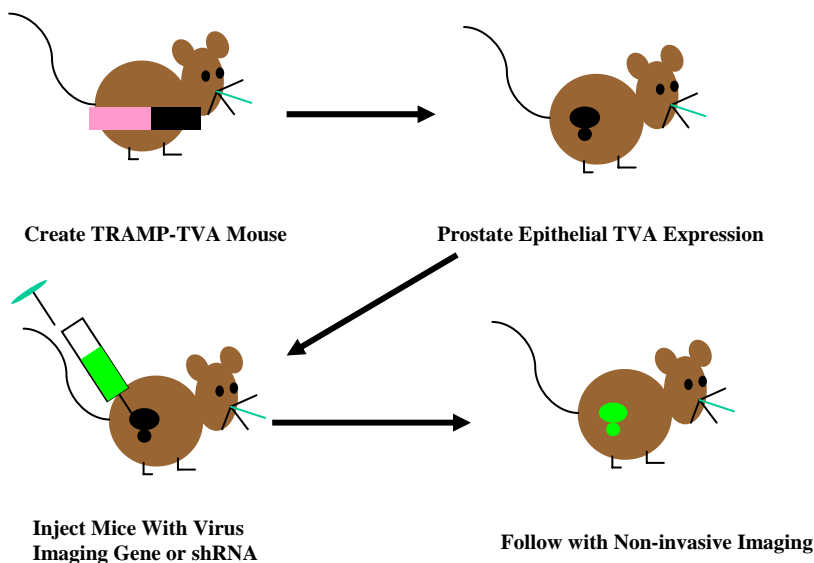 Create TRAMP-TVA Mouse
Prostate Epithelial TVA Expression
Inject Mice With Virus
Imaging Gene or shRNA
Follow with Non-invasive Imaging